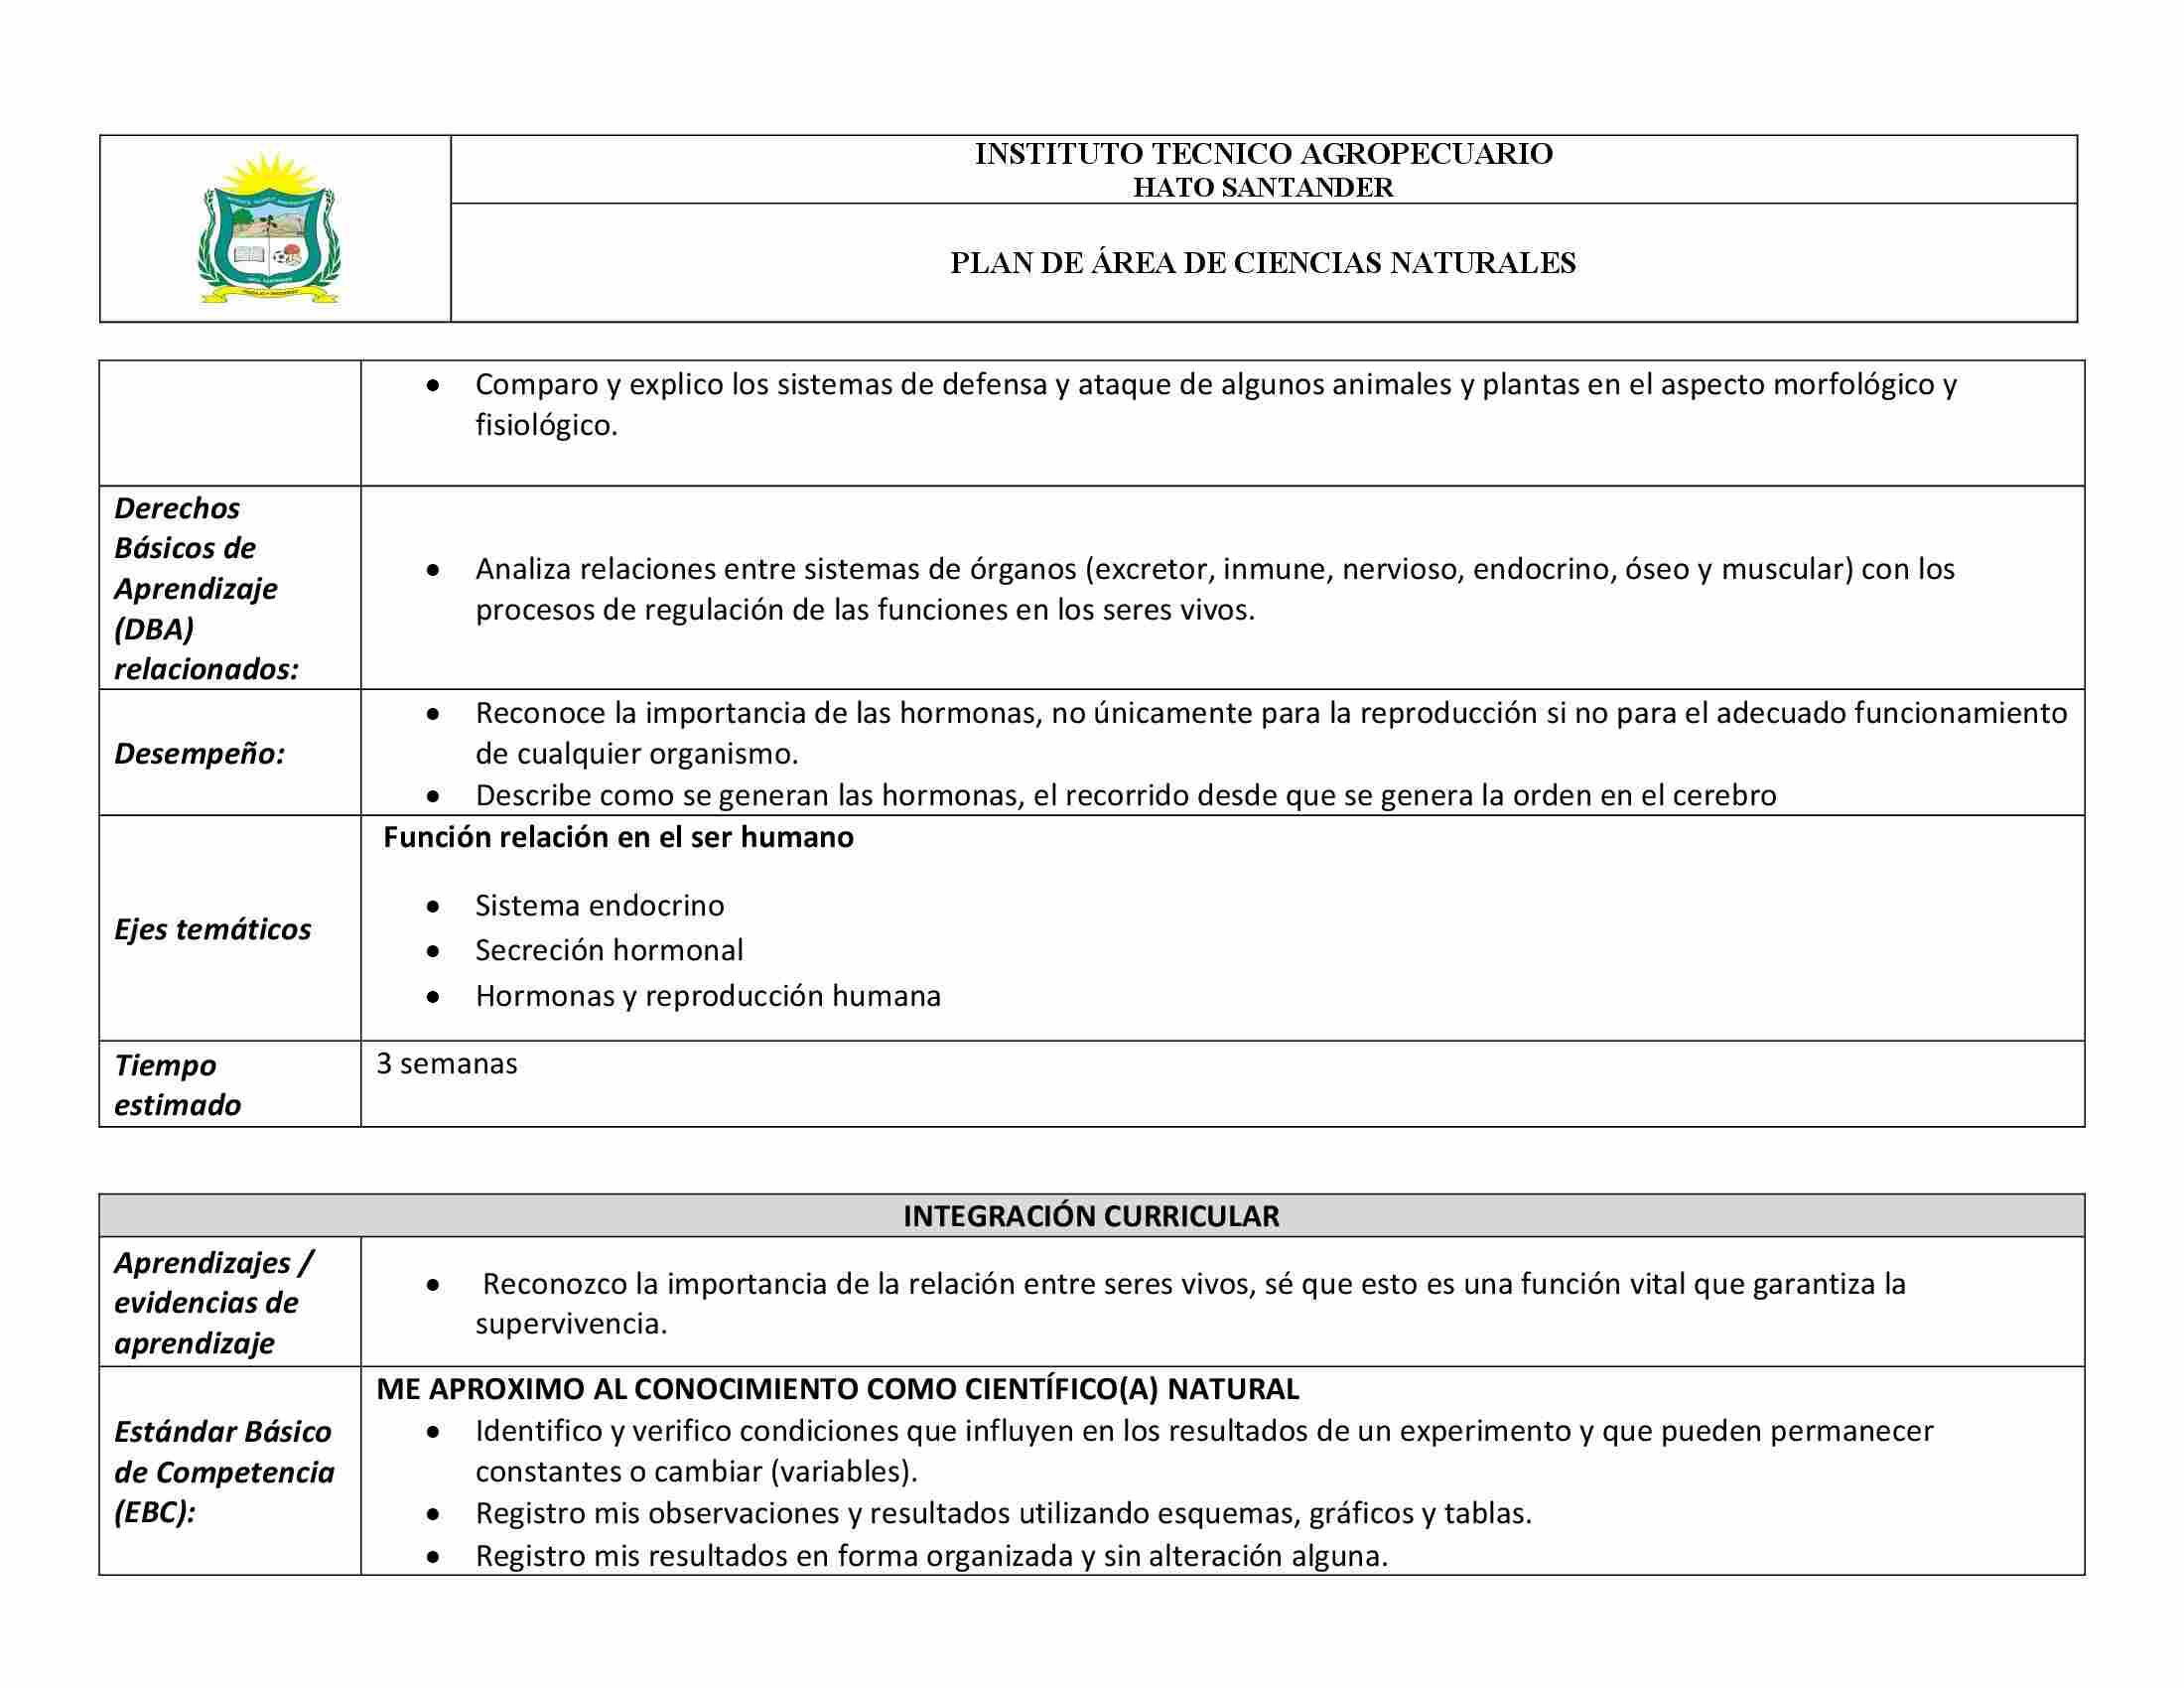 INSTITUTO TECNICO AGROPECUARIO
HATO SANTANDER
PLAN DE ÁREA DE CIENCIAS NATURALES
• Comparo y explico los sistemas de defensa y ataque de algunos animales y plantas en el aspecto morfológico y
fisiológico.
Derechos
Básicos de
Aprendizaje
(DBA)
relacionados:
• Analiza relaciones entre sistemas de órganos (excretor, inmune, nervioso, endocrino, óseo y muscular) con los
procesos de regulación de las funciones en los seres vivos.
Desempeño:
• Reconoce la importancia de las hormonas, no únicamente para la reproducción si no para el adecuado funcionamiento
de cualquier organismo.
• Describe como se generan las hormonas, el recorrido desde que se genera la orden en el cerebro
Ejes temáticos
Función relación en el ser humano
• Sistema endocrino
• Secreción hormonal
• Hormonas y reproducción humana
Tiempo
estimado
3 semanas
INTEGRACIÓN CURRICULAR
Aprendizajes /
evidencias de
aprendizaje
• Reconozco la importancia de la relación entre seres vivos, sé que esto es una función vital que garantiza la
supervivencia.
Estándar Básico
de Competencia
(EBC):
ME APROXIMO AL CONOCIMIENTO COMO CIENTÍFICO(A) NATURAL
• Identifico y verifico condiciones que influyen en los resultados de un experimento y que pueden permanecer
constantes o cambiar (variables).
• Registro mis observaciones y resultados utilizando esquemas, gráficos y tablas.
• Registro mis resultados en forma organizada y sin alteración alguna.